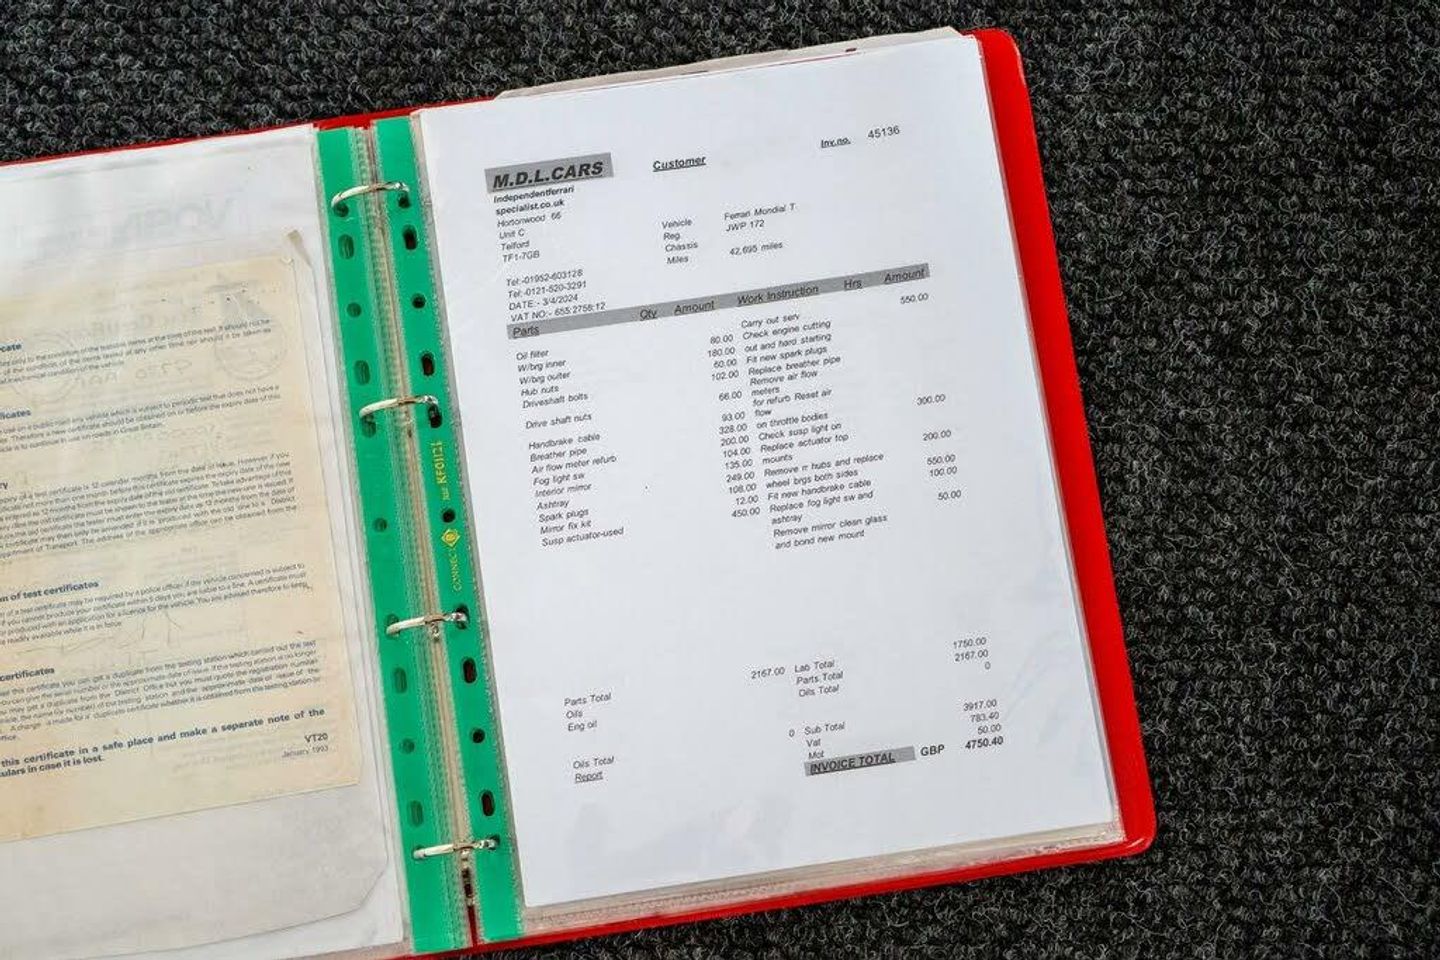 M.D.L.CARS
Independentferrari
specialist.co.uk
Hortonwood 66
Unit C
Telford
TF1-7GB
Tel:-01952-603128
Tel:-0121-520-3291
DATE:- 3/4/2024
VAT NO:- 655:2758:12
Customer
Inv.no. 45136
Vehicle Ferrari Mondial T
Reg. JWP 172
Chassis
Miles 42,695 miles
Parts Qty Amount Work Instruction Hrs Amount
Oil filter
W/brg inner
W/brg outer
Hub nuts
Driveshaft bolts
Drive shaft nuts
Handbrake cable
Breather pipe
Air flow meter refurb
Fog light sw
Interior mirror
Ashtray
Spark plugs
Mirror fix kit
Susp actuator-used
80.00
180.00
60.00
102.00
66.00
93.00
328.00
200.00
104.00
135.00
249.00
108.00
12.00
450.00
Carry out serv
Check engine cutting
out and hard starting
Fit new spark plugs
Replace breather pipe
Remove air flow
meters
for refurb Reset air
flow
on throttle bodies
Check susp light on
Replace actuator top
mounts
Remove rr hubs and replace
wheel brgs both sides
Fit new handbrake cable
Replace fog light sw and
ashtray
Remove mirror clean glass
and bond new mount
550.00
300.00
200.00
550.00
100.00
50.00
Parts Total 2167.00
Oils
Eng oil
Oils Total 0
Report
Lab Total 1750.00
Parts Total 2167.00
Oils Total 0
Sub Total 3917.00
Vat 783.40
Mot 50.00
INVOICE TOTAL GBP 4750.40
CONNECT
KF01121
n of test certificates
certificates
this certificate in a safe place and make a separate note of the
culars in case it is lost.
VT20
January 1993